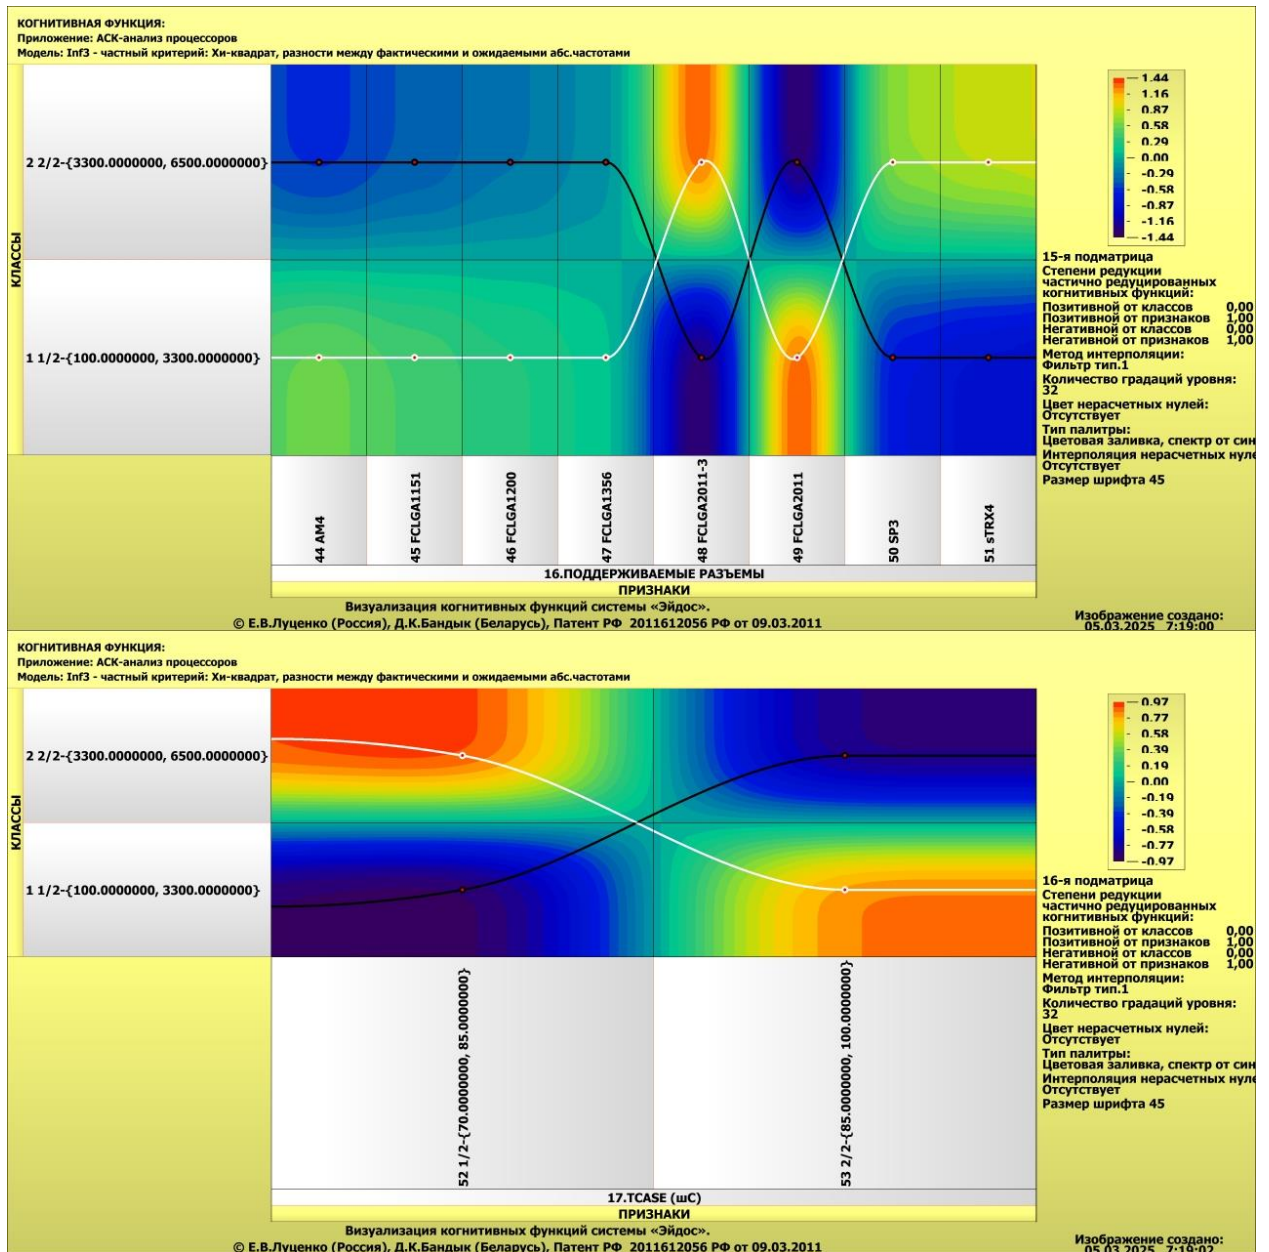 КОГНИТИВНАЯ ФУНКЦИЯ:
Приложение: АСК-анализ процессоров
Модель: Inf3 - частный критерий: Хи-квадрат, разности между фактическими и ожидаемыми абс.частотами
КЛАССЫ
2 2/2-{3300.0000000, 6500.0000000}
1 1/2-{100.0000000, 3300.0000000}
44 AM4
45 FCLGA1151
46 FCLGA1200
47 FCLGA1356
48 FCLGA2011-3
49 FCLGA2011
50 SP3
51 sTRX4
16.ПОДДЕРЖИВАЕМЫЕ РАЗЪЕМЫ
ПРИЗНАКИ
Визуализация когнитивных функций системы «Эйдос».
© Е.В.Луценко (Россия), Д.К.Бандык (Беларусь), Патент РФ 2011612056 РФ от 09.03.2011
1.44
1.16
0.87
0.58
0.29
0.00
-0.29
-0.58
-0.87
-1.16
-1.44
15-я подматрица
Степени редукции
частично редуцированных
когнитивных функций:
Позитивной от классов 0,00
Позитивной от признаков 1,00
Негативной от классов 0,00
Негативной от признаков 1,00
Метод интерполяции:
Фильтр тип.1
Количество градаций уровня:
32
Цвет нерасчетных нулей:
Отсутствует
Тип палитры:
Цветовая заливка, спектр от син
Интерполяция нерасчетных нуле
Отсутствует
Размер шрифта 45
Изображение создано:
05.03.2025 7:19:00
КОГНИТИВНАЯ ФУНКЦИЯ:
Приложение: АСК-анализ процессоров
Модель: Inf3 - частный критерий: Хи-квадрат, разности между фактическими и ожидаемыми абс.частотами
КЛАССЫ
2 2/2-{3300.0000000, 6500.0000000}
1 1/2-{100.0000000, 3300.0000000}
52 1/2-{70.0000000, 85.0000000}
53 2/2-{85.0000000, 100.0000000}
17.TCASE (шС)
ПРИЗНАКИ
Визуализация когнитивных функций системы «Эйдос».
© Е.В.Луценко (Россия), Д.К.Бандык (Беларусь), Патент РФ 2011612056 РФ от 09.03.2011
0.97
0.77
0.58
0.39
0.19
0.00
-0.19
-0.39
-0.58
-0.77
-0.97
16-я подматрица
Степени редукции
частично редуцированных
когнитивных функций:
Позитивной от классов 0,00
Позитивной от признаков 1,00
Негативной от классов 0,00
Негативной от признаков 1,00
Метод интерполяции:
Фильтр тип.1
Количество градаций уровня:
32
Цвет нерасчетных нулей:
Отсутствует
Тип палитры:
Цветовая заливка, спектр от син
Интерполяция нерасчетных нуле
Отсутствует
Размер шрифта 45
Изображение создано:
05.03.2025 7:19:02